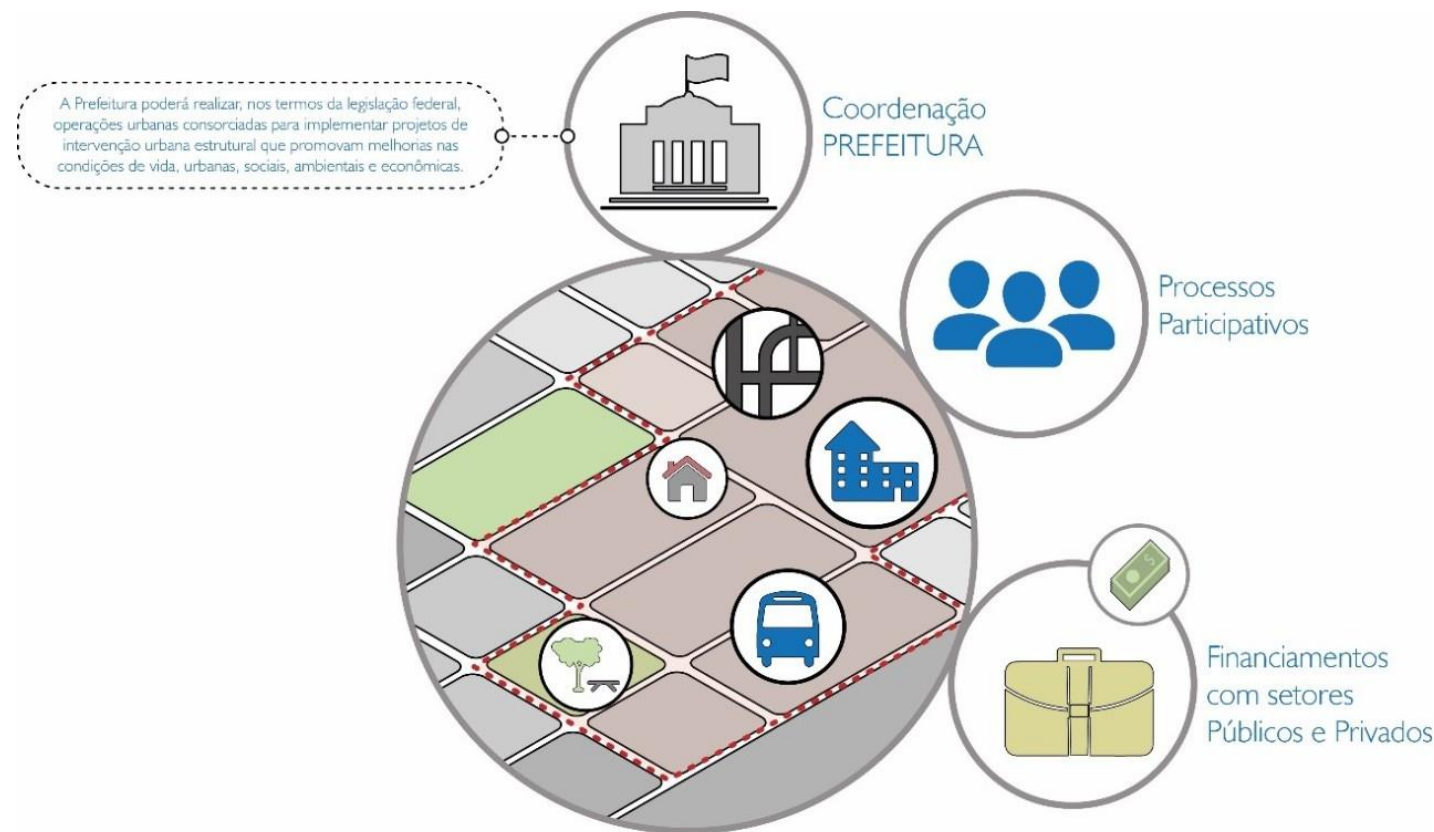 A Prefeitura poderá realizar, nos termos da legislação federal,
operações urbanas consorciadas para implementar projetos de
intervenção urbana estrutural que promovam melhorias nas
condições de vida, urbanas, sociais, ambientais e econômicas.
Coordenação
PREFEITURA
Processos
Participativos
Financiamentos
com setores
Públicos e Privados